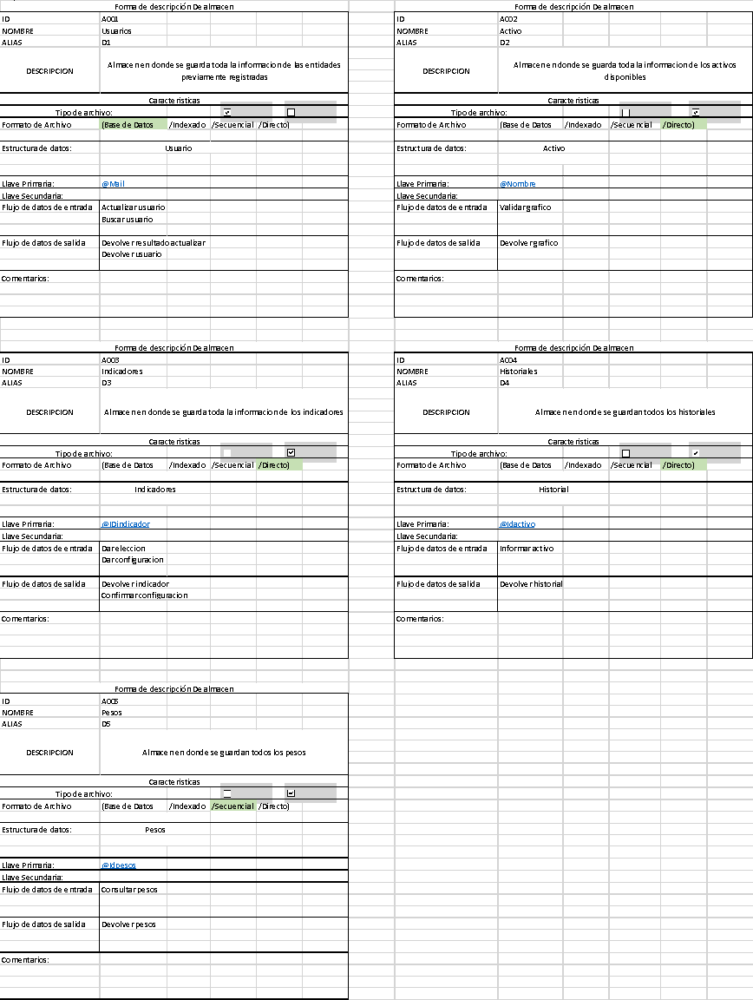 Forma de descripción De almacen
ID A001
NOMBRE Usuarios
ALIAS D1
DESCRIPCION Almacen en donde se guarda toda la informacion de las entidades
previamente registradas
Caracteristicas
Tipo de archivo:
Formato de Archivo (Base de Datos /Indexado /Secuencial /Directo)
Estructura de datos: Usuario
Llave Primaria: @Mail
Llave Secundaria:
Flujo de datos de entrada Actualizar usuario
Buscar usuario
Flujo de datos de salida Devolver resultado actualizar
Devolver usuario
Comentarios:
Forma de descripción De almacen
ID A002
NOMBRE Activo
ALIAS D2
DESCRIPCION Almacen en donde se guarda toda la informacion de los activos
disponibles
Caracteristicas
Tipo de archivo:
Formato de Archivo (Base de Datos /Indexado /Secuencial /Directo)
Estructura de datos: Activo
Llave Primaria: @Nombre
Llave Secundaria:
Flujo de datos de entrada Validar grafico
Flujo de datos de salida Devolver grafico
Comentarios:
Forma de descripción De almacen
ID A003
NOMBRE Indicadores
ALIAS D3
DESCRIPCION Almacen en donde se guarda toda la informacion de los indicadores
Caracteristicas
Tipo de archivo:
Formato de Archivo (Base de Datos /Indexado /Secuencial /Directo)
Estructura de datos: Indicadores
Llave Primaria: @IDindicador
Llave Secundaria:
Flujo de datos de entrada Dar eleccion
Dar configuracion
Flujo de datos de salida Devolver indicador
Confirmar configuracion
Comentarios:
Forma de descripción De almacen
ID A004
NOMBRE Historiales
ALIAS D4
DESCRIPCION Almacen en donde se guardan todos los historiales
Caracteristicas
Tipo de archivo:
Formato de Archivo (Base de Datos /Indexado /Secuencial /Directo)
Estructura de datos: Historial
Llave Primaria: @Idactivo
Llave Secundaria:
Flujo de datos de entrada Informar activo
Flujo de datos de salida Devolver historial
Comentarios:
Forma de descripción De almacen
ID A005
NOMBRE Pesos
ALIAS D5
DESCRIPCION Almacen en donde se guardan todos los pesos
Caracteristicas
Tipo de archivo:
Formato de Archivo (Base de Datos /Indexado /Secuencial /Directo)
Estructura de datos: Pesos
Llave Primaria: @Idpesos
Llave Secundaria:
Flujo de datos de entrada Consultar pesos
Flujo de datos de salida Devolver pesos
Comentarios: